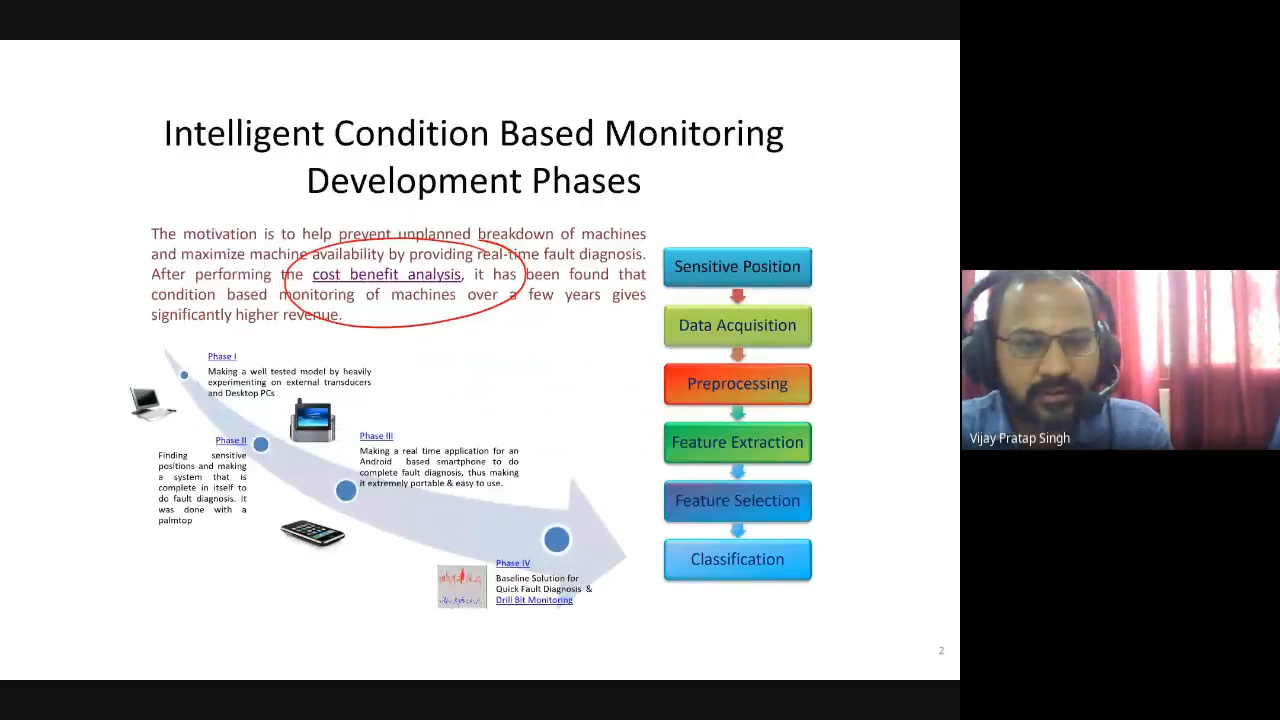 Intelligent Condition Based Monitoring
Development Phases
The motivation is to help prevent unplanned breakdown of machines
and maximize machine availability by providing real-time fault diagnosis.
After performing the cost benefit analysis, it has been found that
condition based monitoring of machines over a few years gives
significantly higher revenue.
Phase I
Making a well tested model by heavily
experimenting on external transducers
and Desktop PCs
Phase II
Finding sensitive
positions and making
a system that is
complete in itself to
do fault diagnosis. It
was done with a
palmtop
Phase III
Making a real time application for an
Android based smartphone to do
complete fault diagnosis, thus making
it extremely portable & easy to use.
Phase IV
Baseline Solution for
Quick Fault Diagnosis &
Drill Bit Monitoring
Sensitive Position
Data Acquisition
Preprocessing
Feature Extraction
Feature Selection
Classification
2
Vijay Pratap Singh